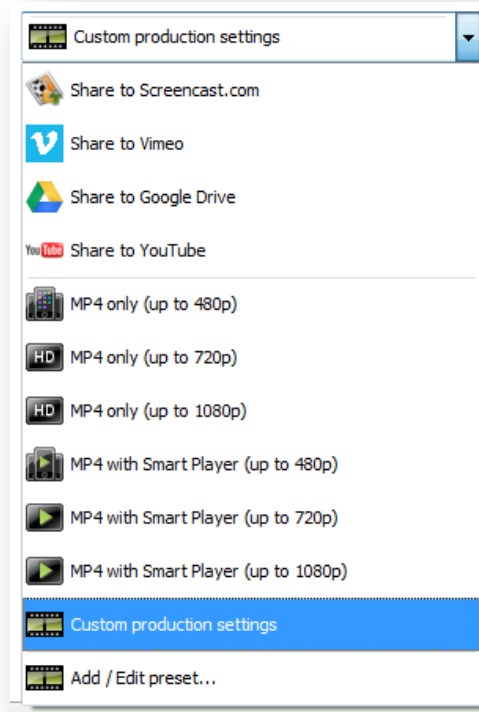 Custom production settings
Share to Screencast.com
Share to Vimeo
Share to Google Drive
You Tube Share to YouTube
MP4 only (up to 480p)
HD MP4 only (up to 720p)
HD MP4 only (up to 1080p)
MP4 with Smart Player (up to 480p)
MP4 with Smart Player (up to 720p)
MP4 with Smart Player (up to 1080p)
Custom production settings
Add / Edit preset...